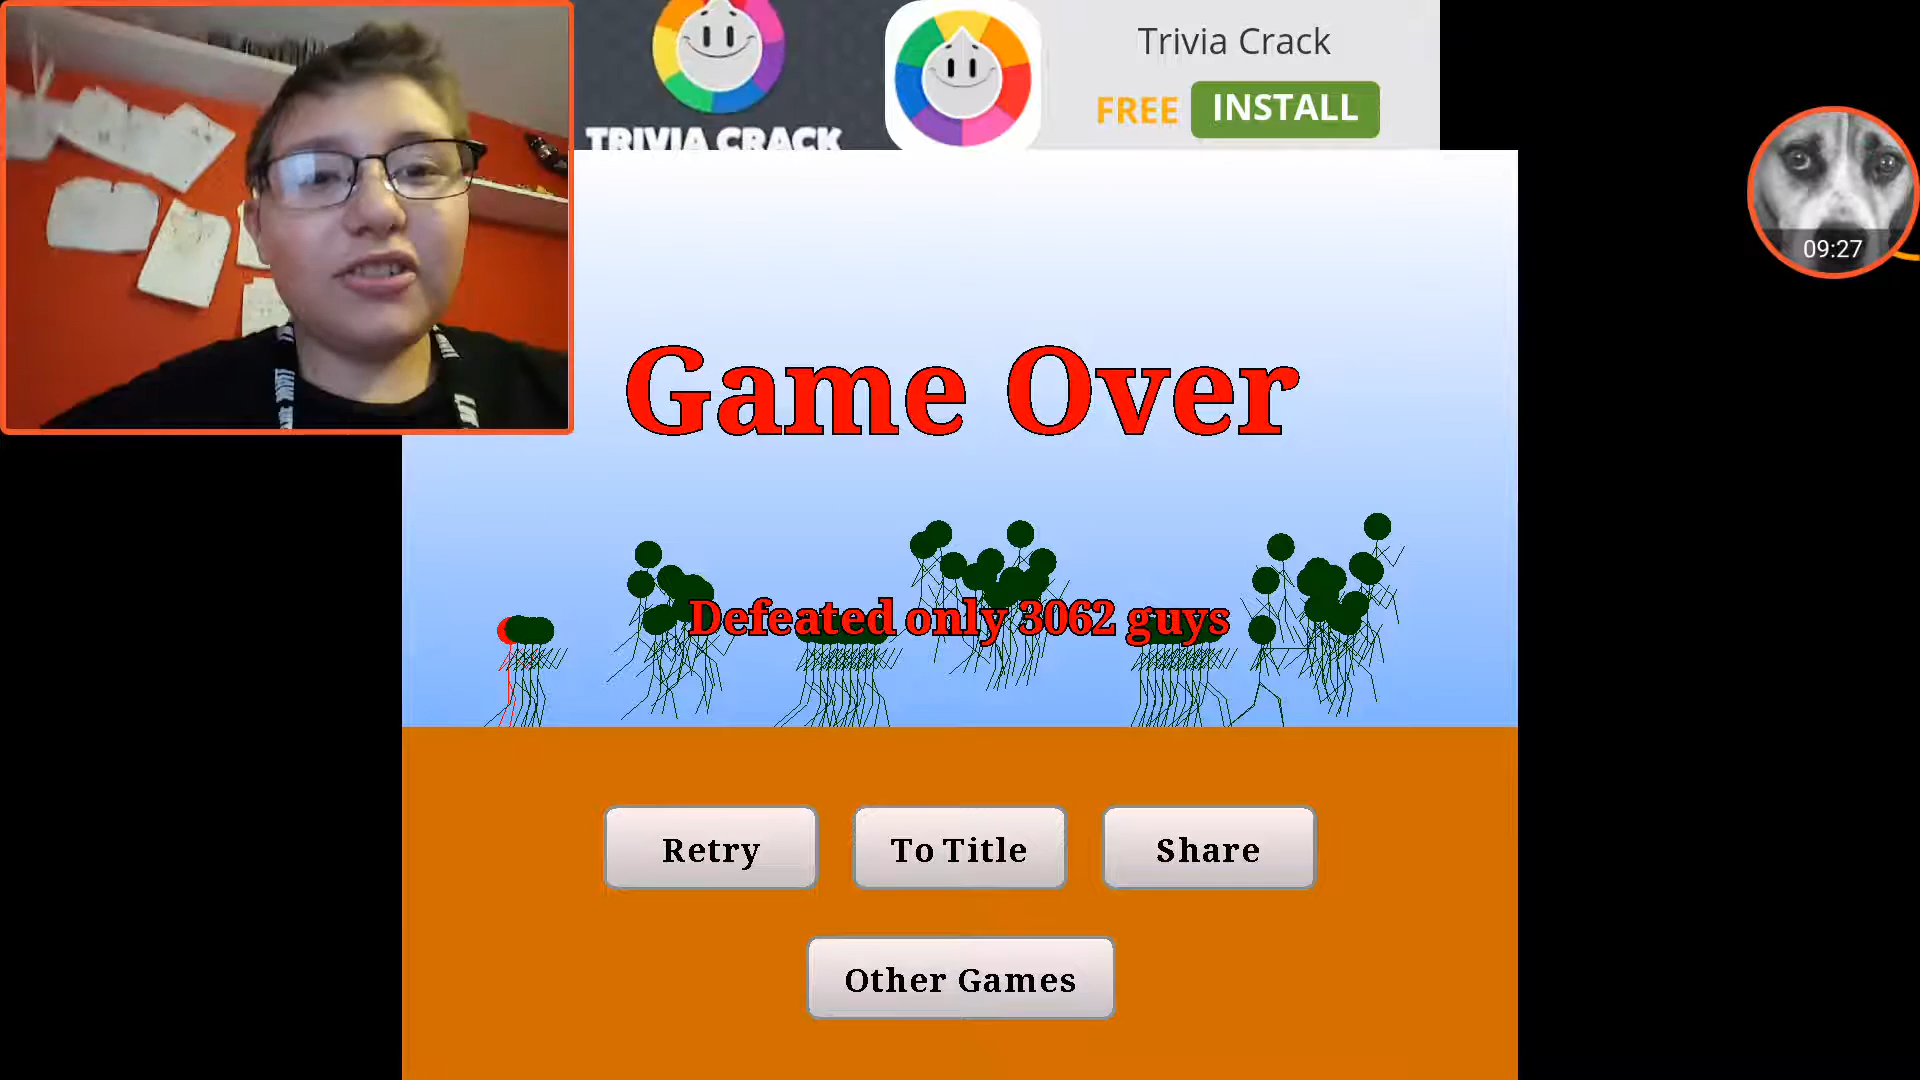 TRIVIA CRACK
Trivia Crack
FREE INSTALL
09:27
Game Over
Defeated only 3062 guys
Retry
To Title
Share
Other Games